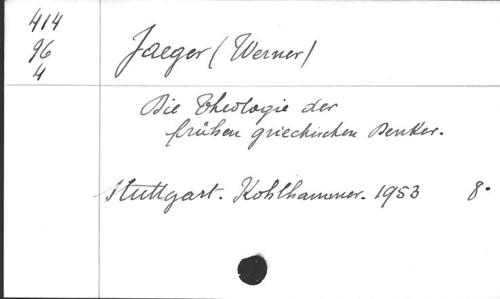 414
96
4
Jaeger (Werner)
Die Theologie der
frühen griechischen Denker.
Stuttgart. Kohlhammer. 1953 8°